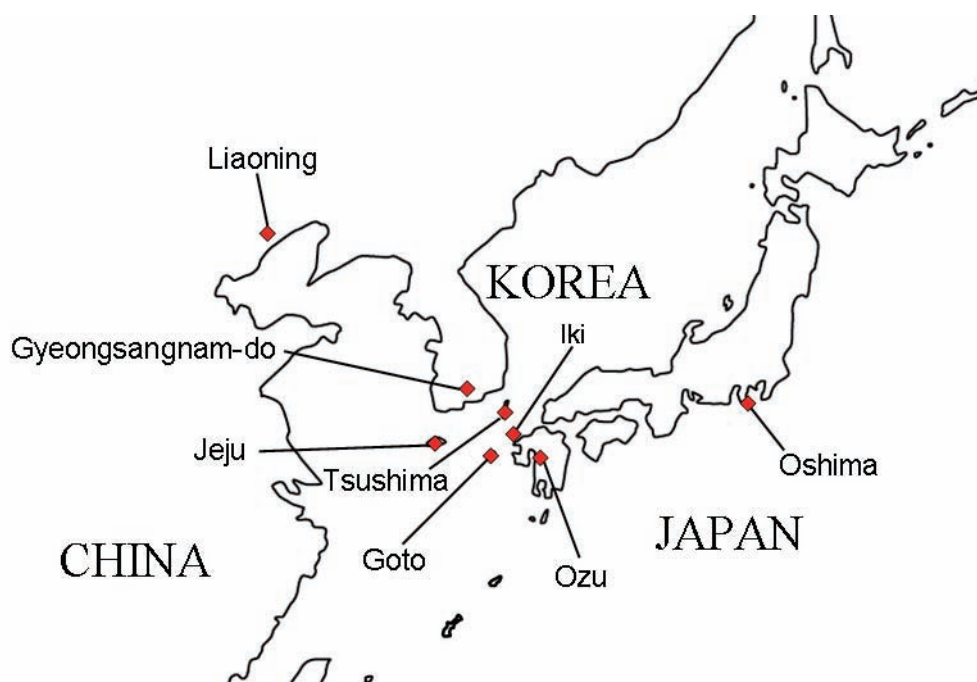 Liaoning
KOREA
Iki
Gyeongsangnam-do
Jeju
Tsushima
Oshima
Goto
Ozu
JAPAN
CHINA